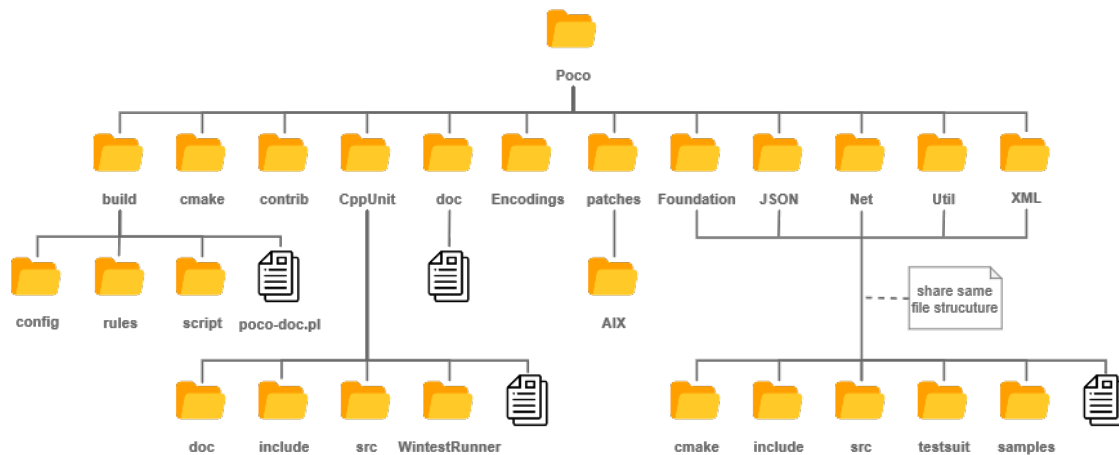 Poco
build
cmake
contrib
CppUnit
doc
Encodings
patches
Foundation
JSON
Net
Util
XML
config
rules
script
poco-doc.pl
AIX
share same
file strucuture
doc
include
src
WintestRunner
cmake
include
src
testsuit
samples